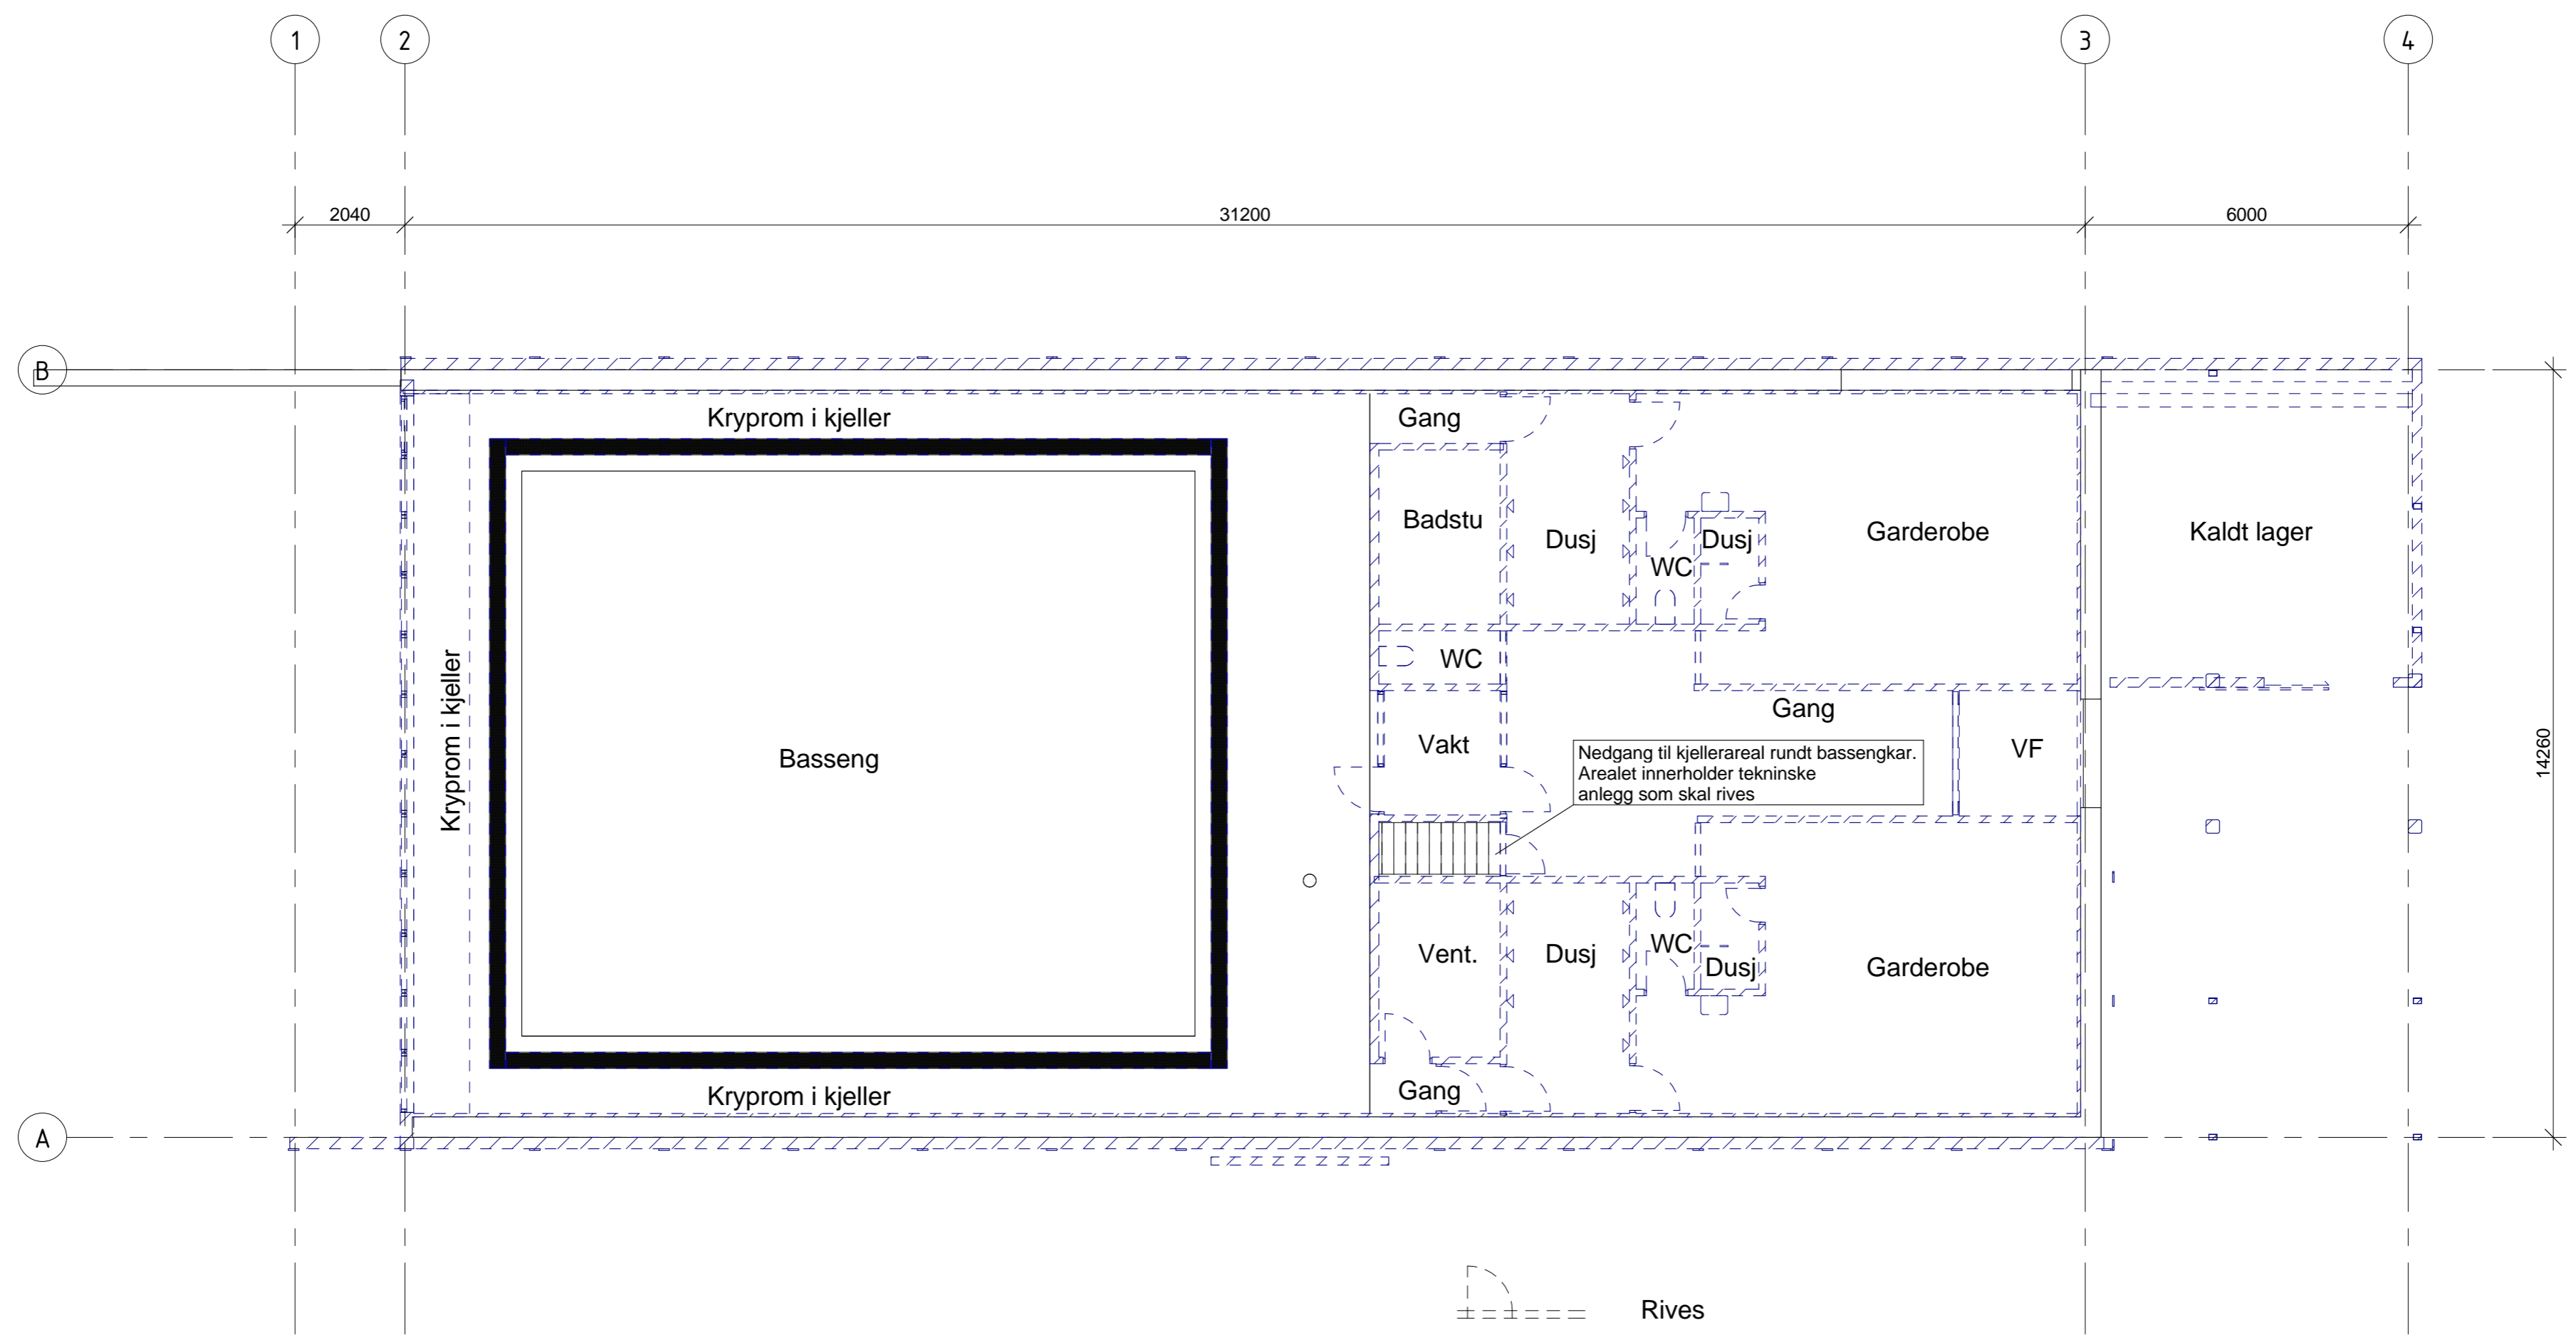 1
2
3
4
2040
31200
6000
B
Kryprom i kjeller
Gang
Badstu
Dusj
Dusj
WC
Garderobe
Kaldt lager
WC
Gang
Kryprom i kjeller
Basseng
Vakt
VF
Nedgang til kjellerareal rundt bassengkar.
Arealet innerholder tekninske
anlegg som skal rives
14260
Vent.
Dusj
WC
Dusj
Garderobe
Kryprom i kjeller
Gang
A
Rives